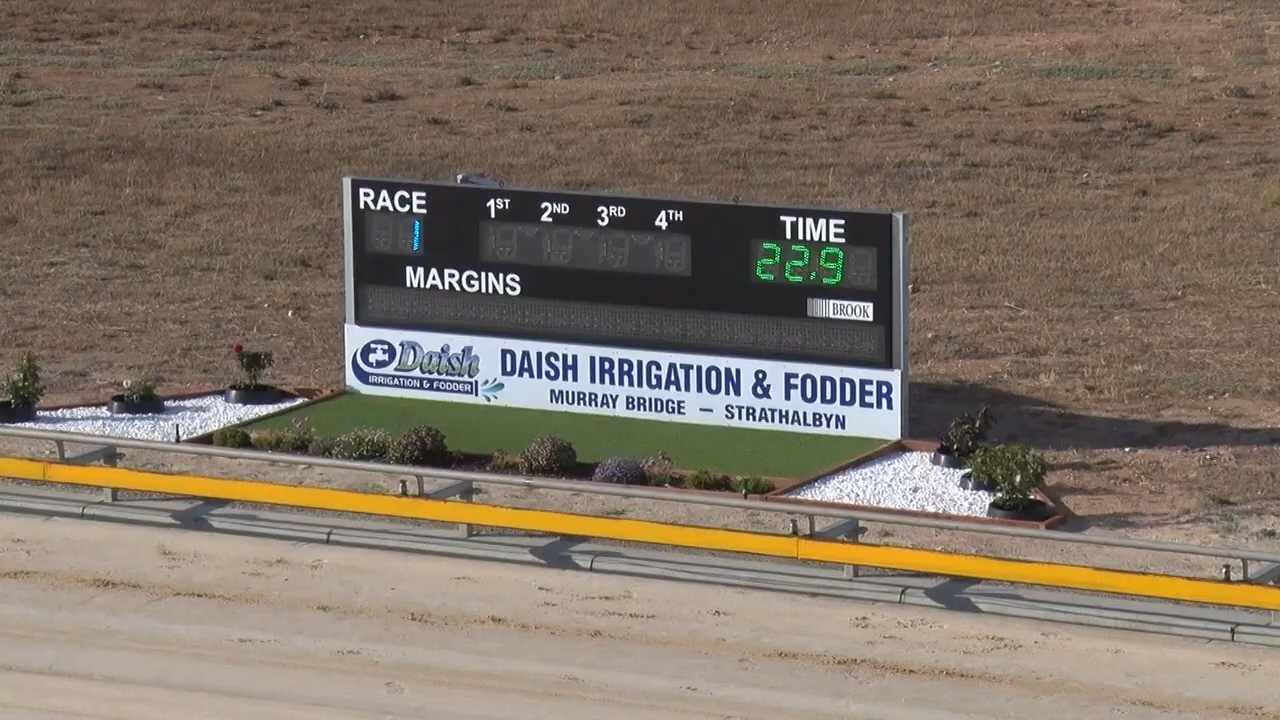 RACE 1ST 2ND 3RD 4TH TIME
1 22.9
MARGINS
BROOK
Daish
IRRIGATION & FODDER
DAISH IRRIGATION & FODDER
MURRAY BRIDGE — STRATHALBYN